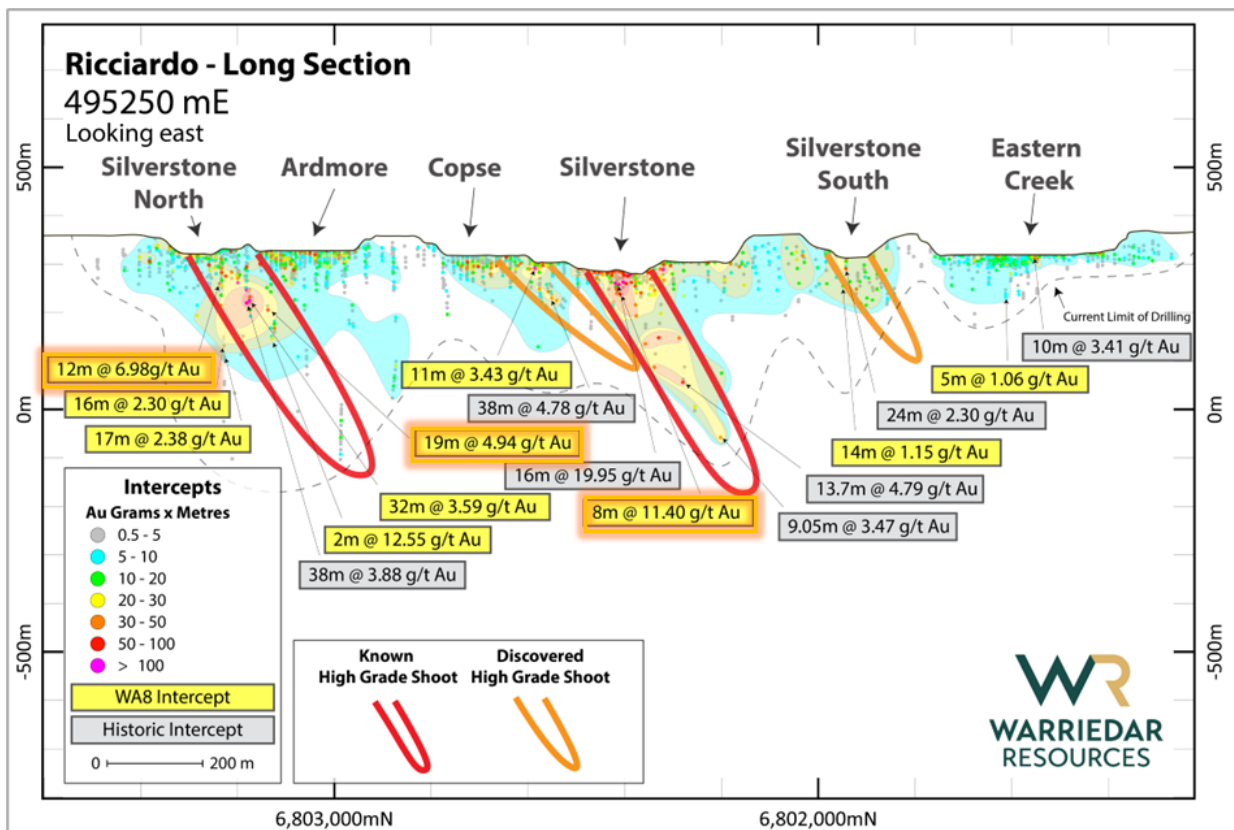 Ricciardo - Long Section
495250 mE
Looking east
Silverstone
North
Ardmore
Copse
Silverstone
Silverstone
South
Eastern
Creek
500m
500m
0m
0m
-500m
-500m
Current Limit of Drilling
12m @ 6.98g/t Au
16m @ 2.30 g/t Au
17m @ 2.38 g/t Au
11m @ 3.43 g/t Au
38m @ 4.78 g/t Au
19m @ 4.94 g/t Au
16m @ 19.95 g/t Au
32m @ 3.59 g/t Au
2m @ 12.55 g/t Au
38m @ 3.88 g/t Au
8m @ 11.40 g/t Au
10m @ 3.41 g/t Au
5m @ 1.06 g/t Au
24m @ 2.30 g/t Au
14m @ 1.15 g/t Au
13.7m @ 4.79 g/t Au
9.05m @ 3.47 g/t Au
Intercepts
Au Grams x Metres
0.5 - 5
5 - 10
10 - 20
20 - 30
30 - 50
50 - 100
> 100
WA8 Intercept
Historic Intercept
0 200 m
Known
High Grade Shoot
Discovered
High Grade Shoot
WR
WARRIEDAR
RESOURCES
6,803,000mN
6,802,000mN